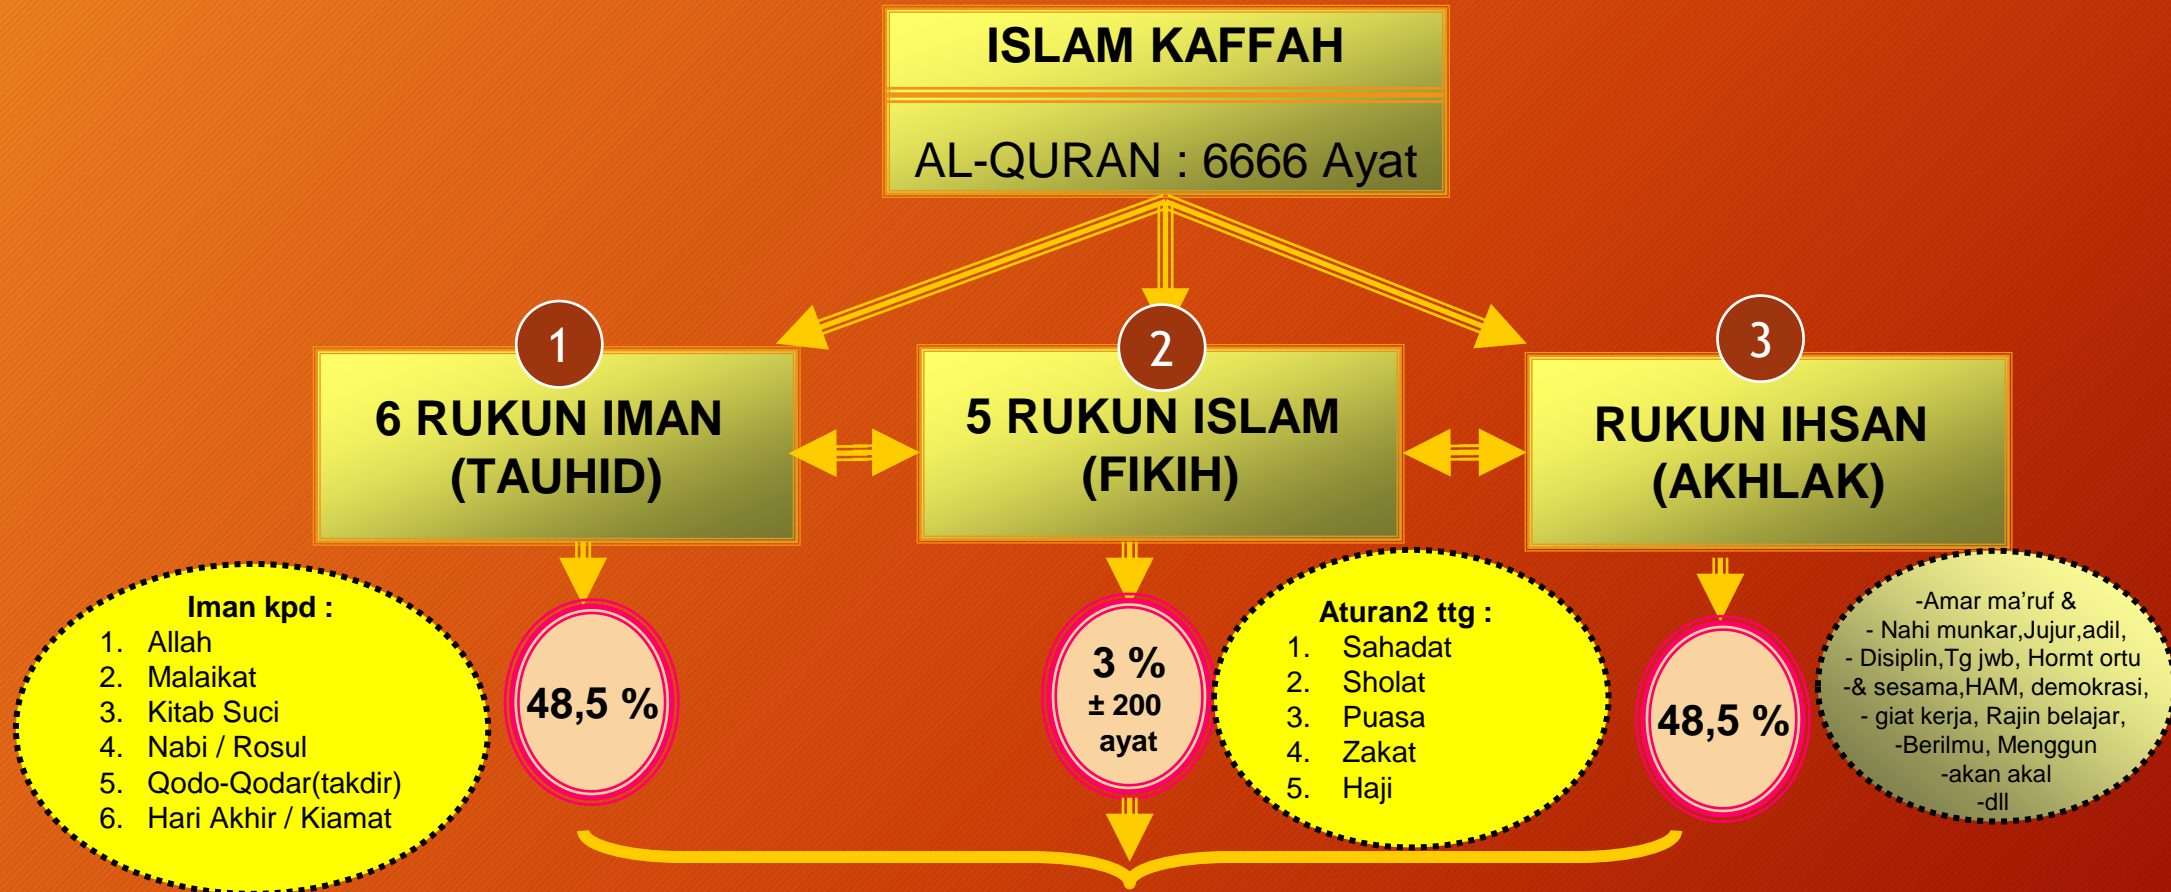 ISLAM KAFFAH
AL-QURAN : 6666 Ayat
1
6 RUKUN IMAN
(TAUHID)
2
5 RUKUN ISLAM
(FIKIH)
3
RUKUN IHSAN
(AKHLAK)
Iman kpd :
1. Allah
2. Malaikat
3. Kitab Suci
4. Nabi / Rosul
5. Qodo-Qodar(takdir)
6. Hari Akhir / Kiamat
48,5 %
3 %
± 200
ayat
Aturan2 ttg :
1. Sahadat
2. Sholat
3. Puasa
4. Zakat
5. Haji
48,5 %
-Amar ma’ruf &
- Nahi munkar,Jujur,adil,
- Disiplin,Tg jwb, Hormt ortu
-& sesama,HAM, demokrasi,
- giat kerja, Rajin belajar,
-Berilmu, Menggun
-akan akal
-dll